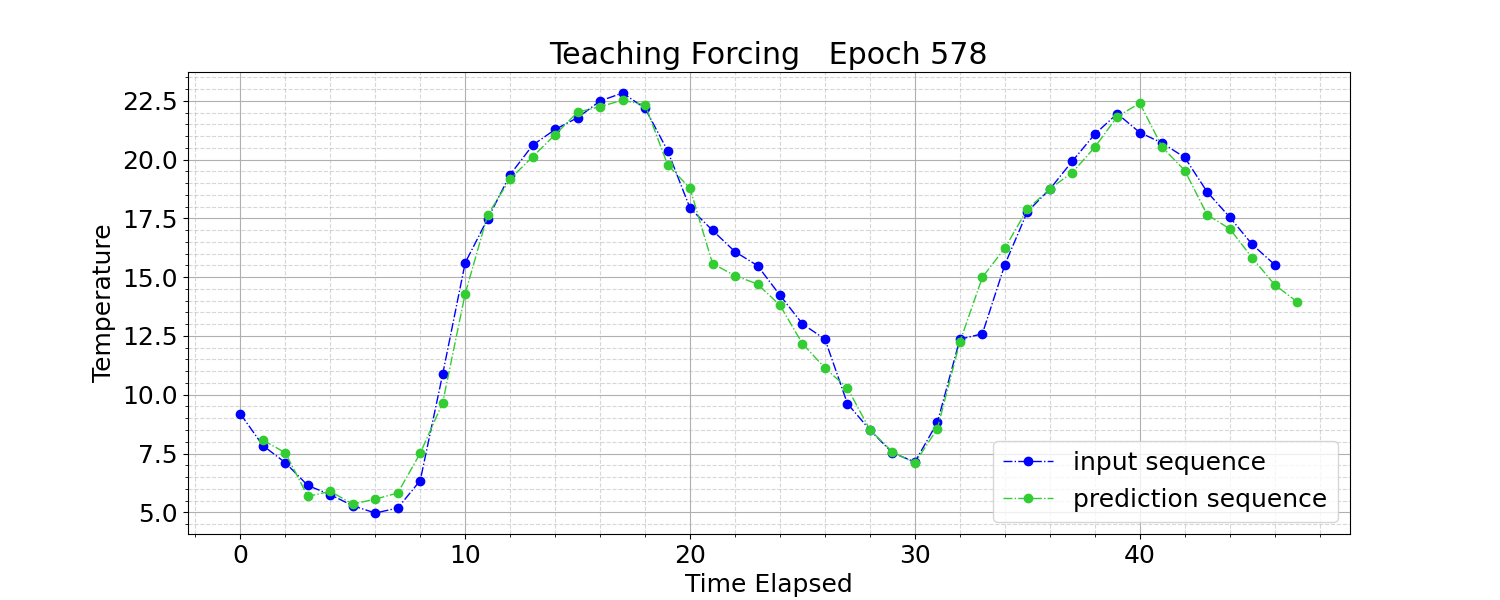 Teaching Forcing   Epoch 578
22.5
20.0
17.5
15.0
12.5
10.0
7.5
5.0
Temperature
input sequence
prediction sequence
0 10 20 30 40
Time Elapsed